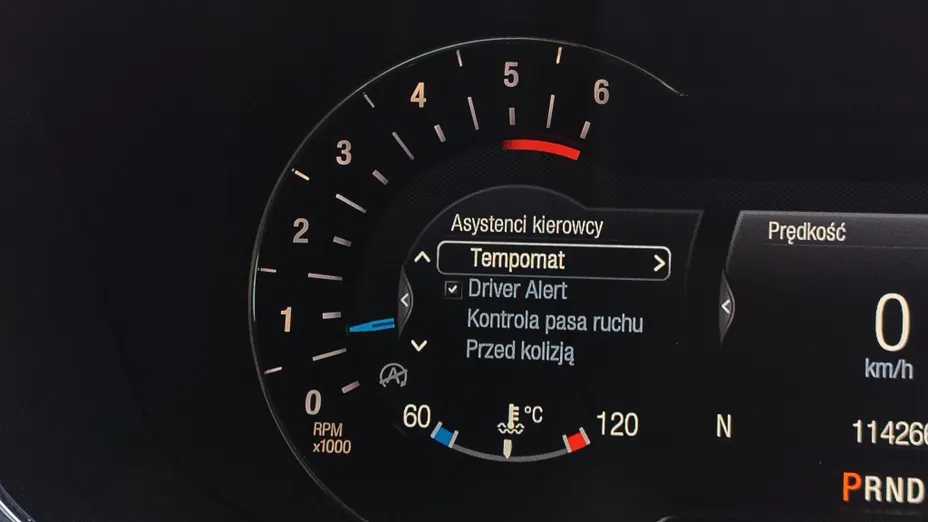 6
5
4
3
2
1
0
RPM
x1000
Asystenci kierowcy
Tempomat
Driver Alert
Kontrola pasa ruchu
Przed kolizją
60
°C
120
N
Prędkość
0
km/h
114266
PRND